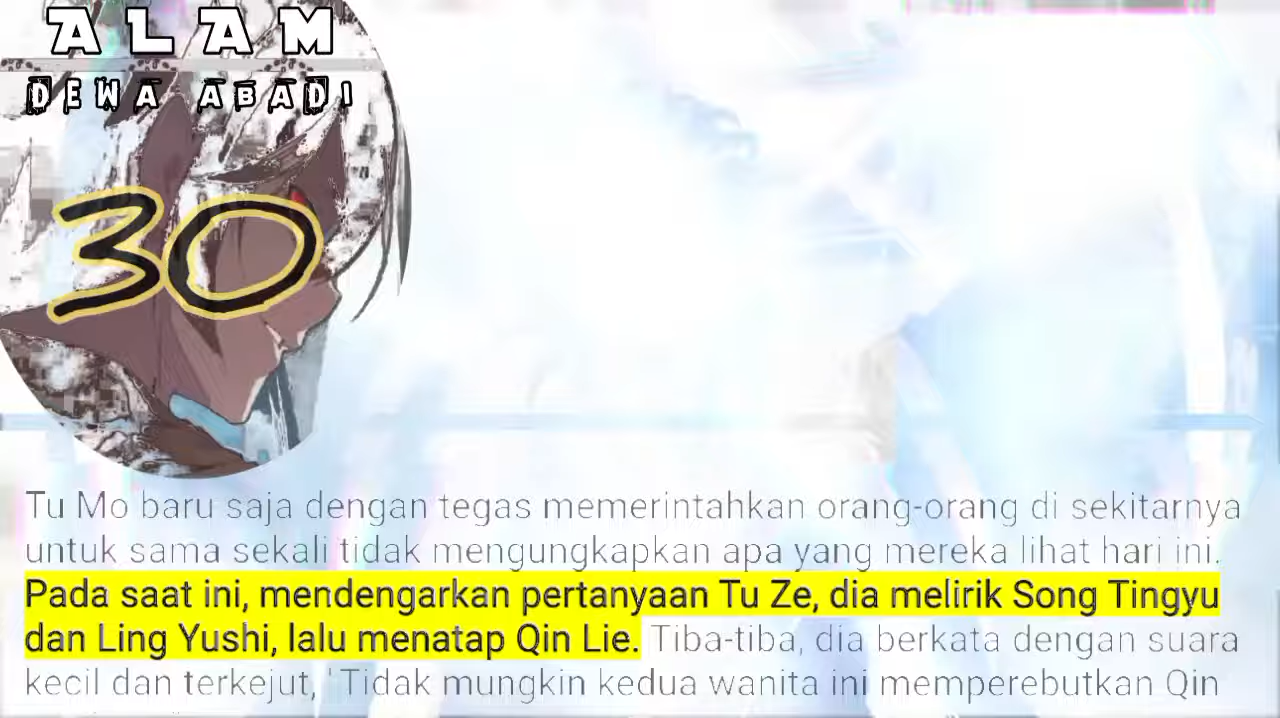 ALAM
DEWA ABADI
30
Tu Mo baru saja dengan tegas memerintahkan orang-orang di sekitarnya
untuk sama sekali tidak mengungkapkan apa yang mereka lihat hari ini.
Pada saat ini, mendengarkan pertanyaan Tu Ze, dia melirik Song Tingyu
dan Ling Yushi, lalu menatap Qin Lie. Tiba-tiba, dia berkata dengan suara
kecil dan terkejut, 'Tidak mungkin kedua wanita ini memperebutkan Qin